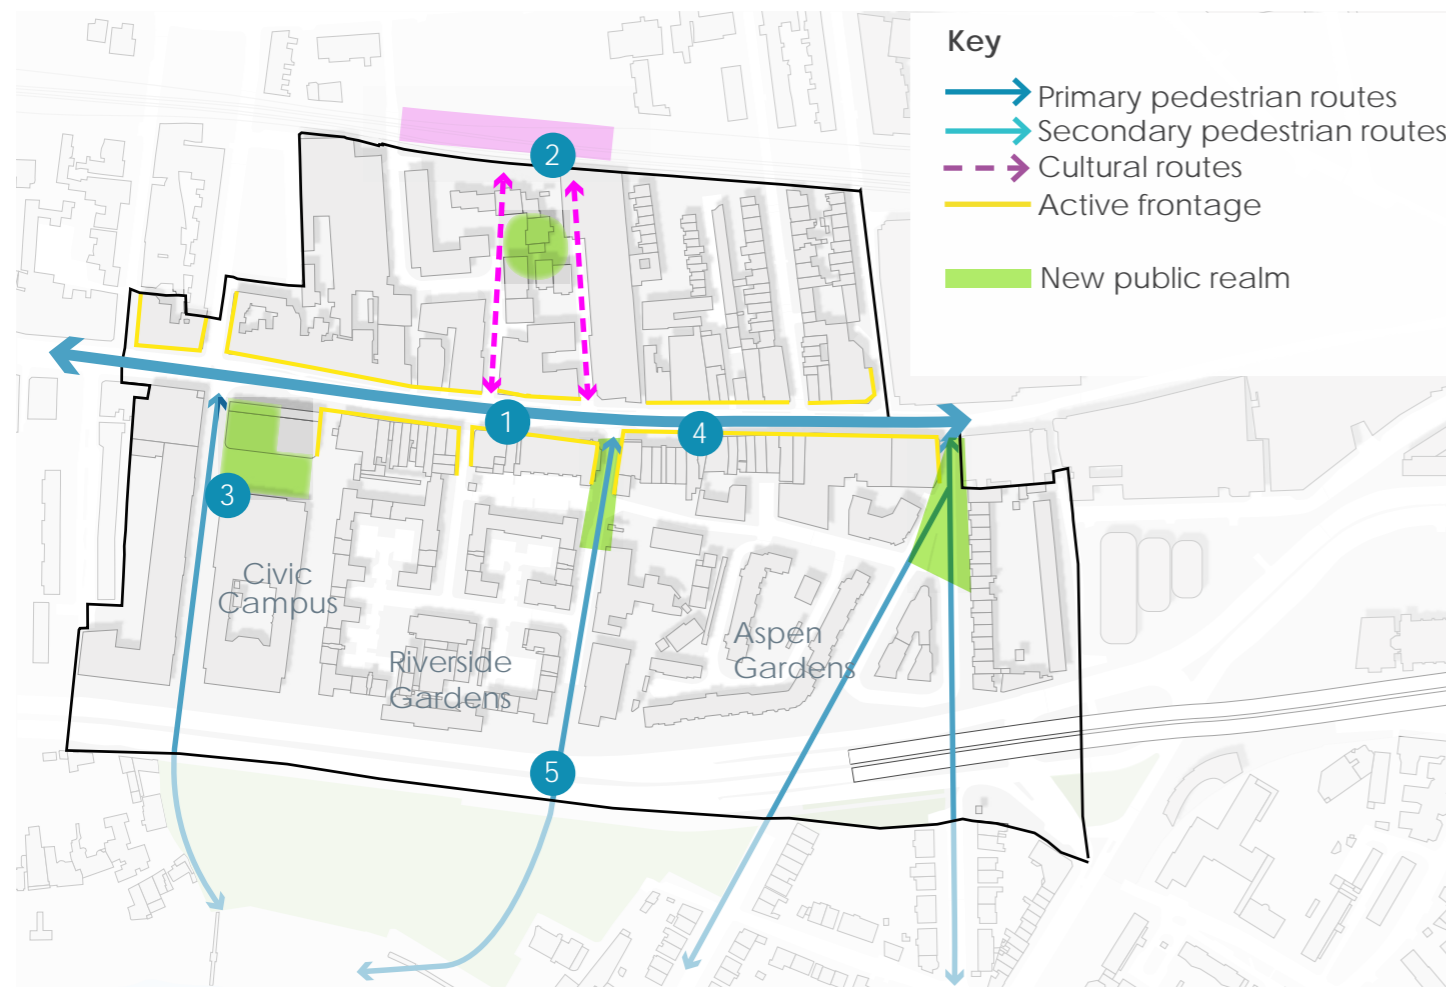 Key
Primary pedestrian routes
Secondary pedestrian routes
Cultural routes
Active frontage
New public realm
2
1
4
3
Civic
Campus
Riverside
Gardens
Aspen
Gardens
5